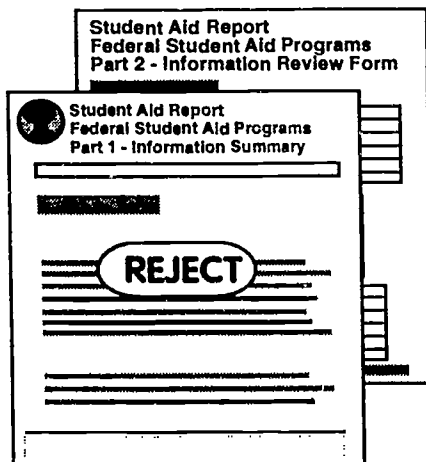 Student Aid Report
Federal Student Aid Programs
Part 2 - Information Review Form
Student Aid Report
Federal Student Aid Programs
Part 1 - Information Summary
REJECT